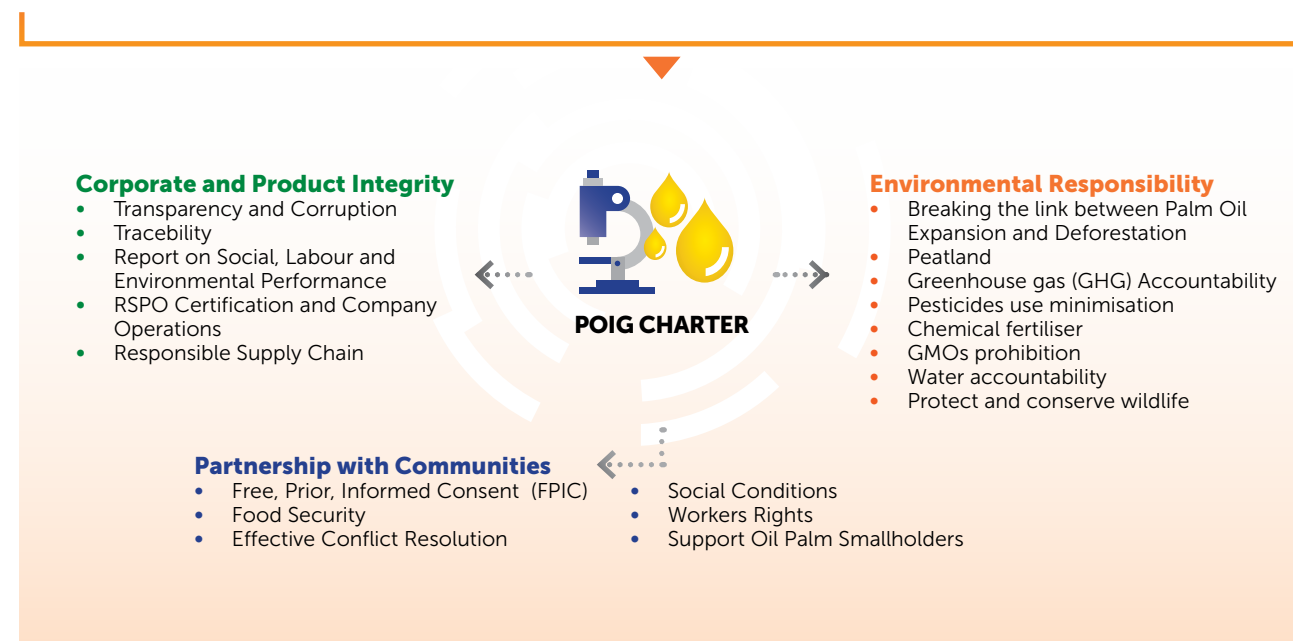 Corporate and Product Integrity
• Transparency and Corruption
• Tracebility
• Report on Social, Labour and
Environmental Performance
• RSPO Certification and Company
Operations
• Responsible Supply Chain
POIG CHARTER
Environmental Responsibility
• Breaking the link between Palm Oil
Expansion and Deforestation
• Peatland
• Greenhouse gas (GHG) Accountability
• Pesticides use minimisation
• Chemical fertiliser
• GMOs prohibition
• Water accountability
• Protect and conserve wildlife
Partnership with Communities
• Free, Prior, Informed Consent (FPIC)
• Food Security
• Effective Conflict Resolution
• Social Conditions
• Workers Rights
• Support Oil Palm Smallholders